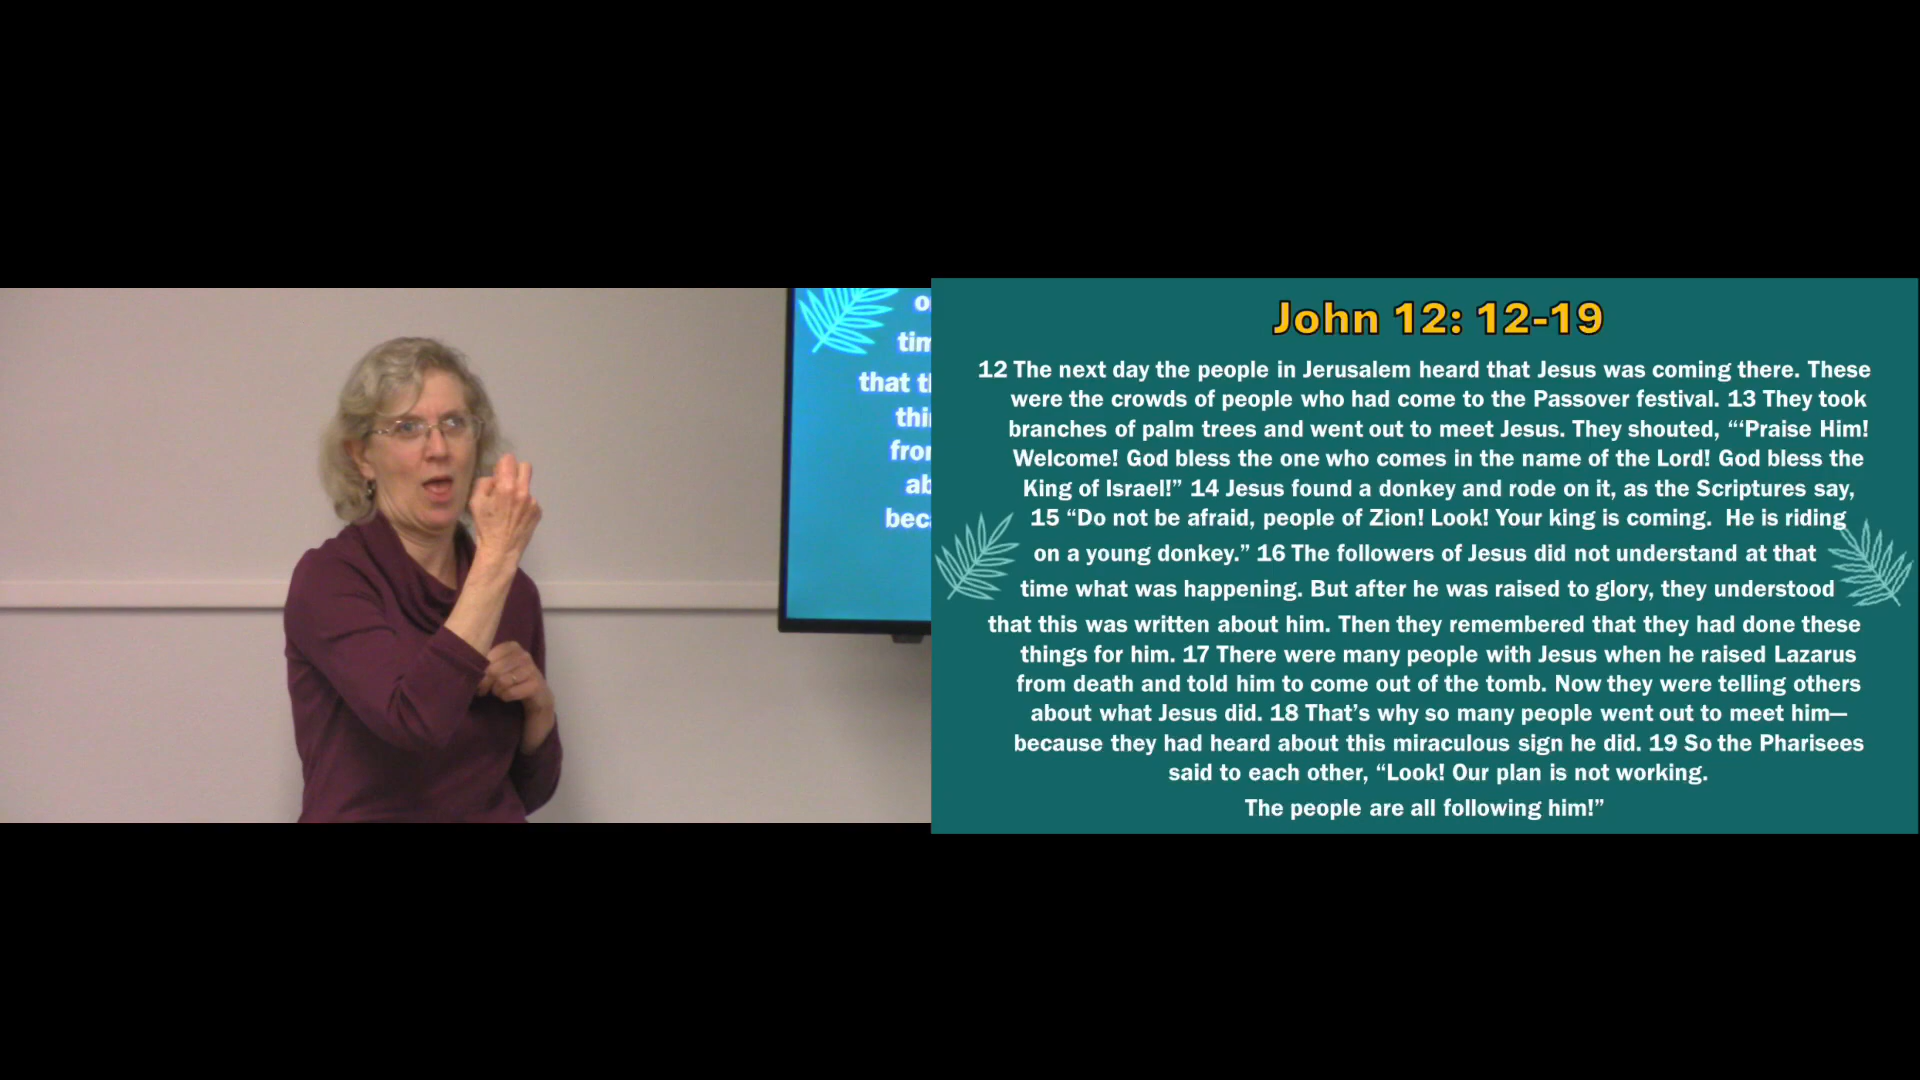 o
tim
that t
thi
fro
ab
bec
John 12: 12-19
12 The next day the people in Jerusalem heard that Jesus was coming there. These
were the crowds of people who had come to the Passover festival. 13 They took
branches of palm trees and went out to meet Jesus. They shouted, “‘Praise Him!
Welcome! God bless the one who comes in the name of the Lord! God bless the
King of Israel!” 14 Jesus found a donkey and rode on it, as the Scriptures say,
15 “Do not be afraid, people of Zion! Look! Your king is coming. He is riding
on a young donkey.” 16 The followers of Jesus did not understand at that
time what was happening. But after he was raised to glory, they understood
that this was written about him. Then they remembered that they had done these
things for him. 17 There were many people with Jesus when he raised Lazarus
from death and told him to come out of the tomb. Now they were telling others
about what Jesus did. 18 That’s why so many people went out to meet him—
because they had heard about this miraculous sign he did. 19 So the Pharisees
said to each other, “Look! Our plan is not working.
The people are all following him!”